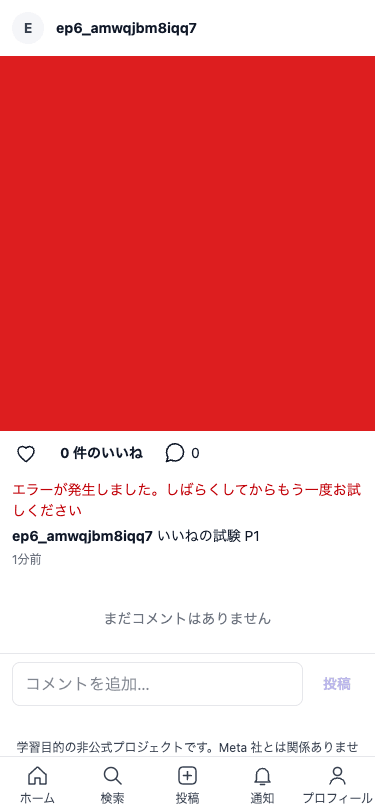 E ep6_amwqjbm8iqq7
0 件のいいね 0
エラーが発生しました。しばらくしてからもう一度お試
しください
ep6_amwqjbm8iqq7 いいねの試験 P1
1分前
まだコメントはありません
コメントを追加... 投稿
学習目的の非公式プロジェクトです。Meta 社とは関係ありませ
ホーム 検索 投稿 通知 プロフィール